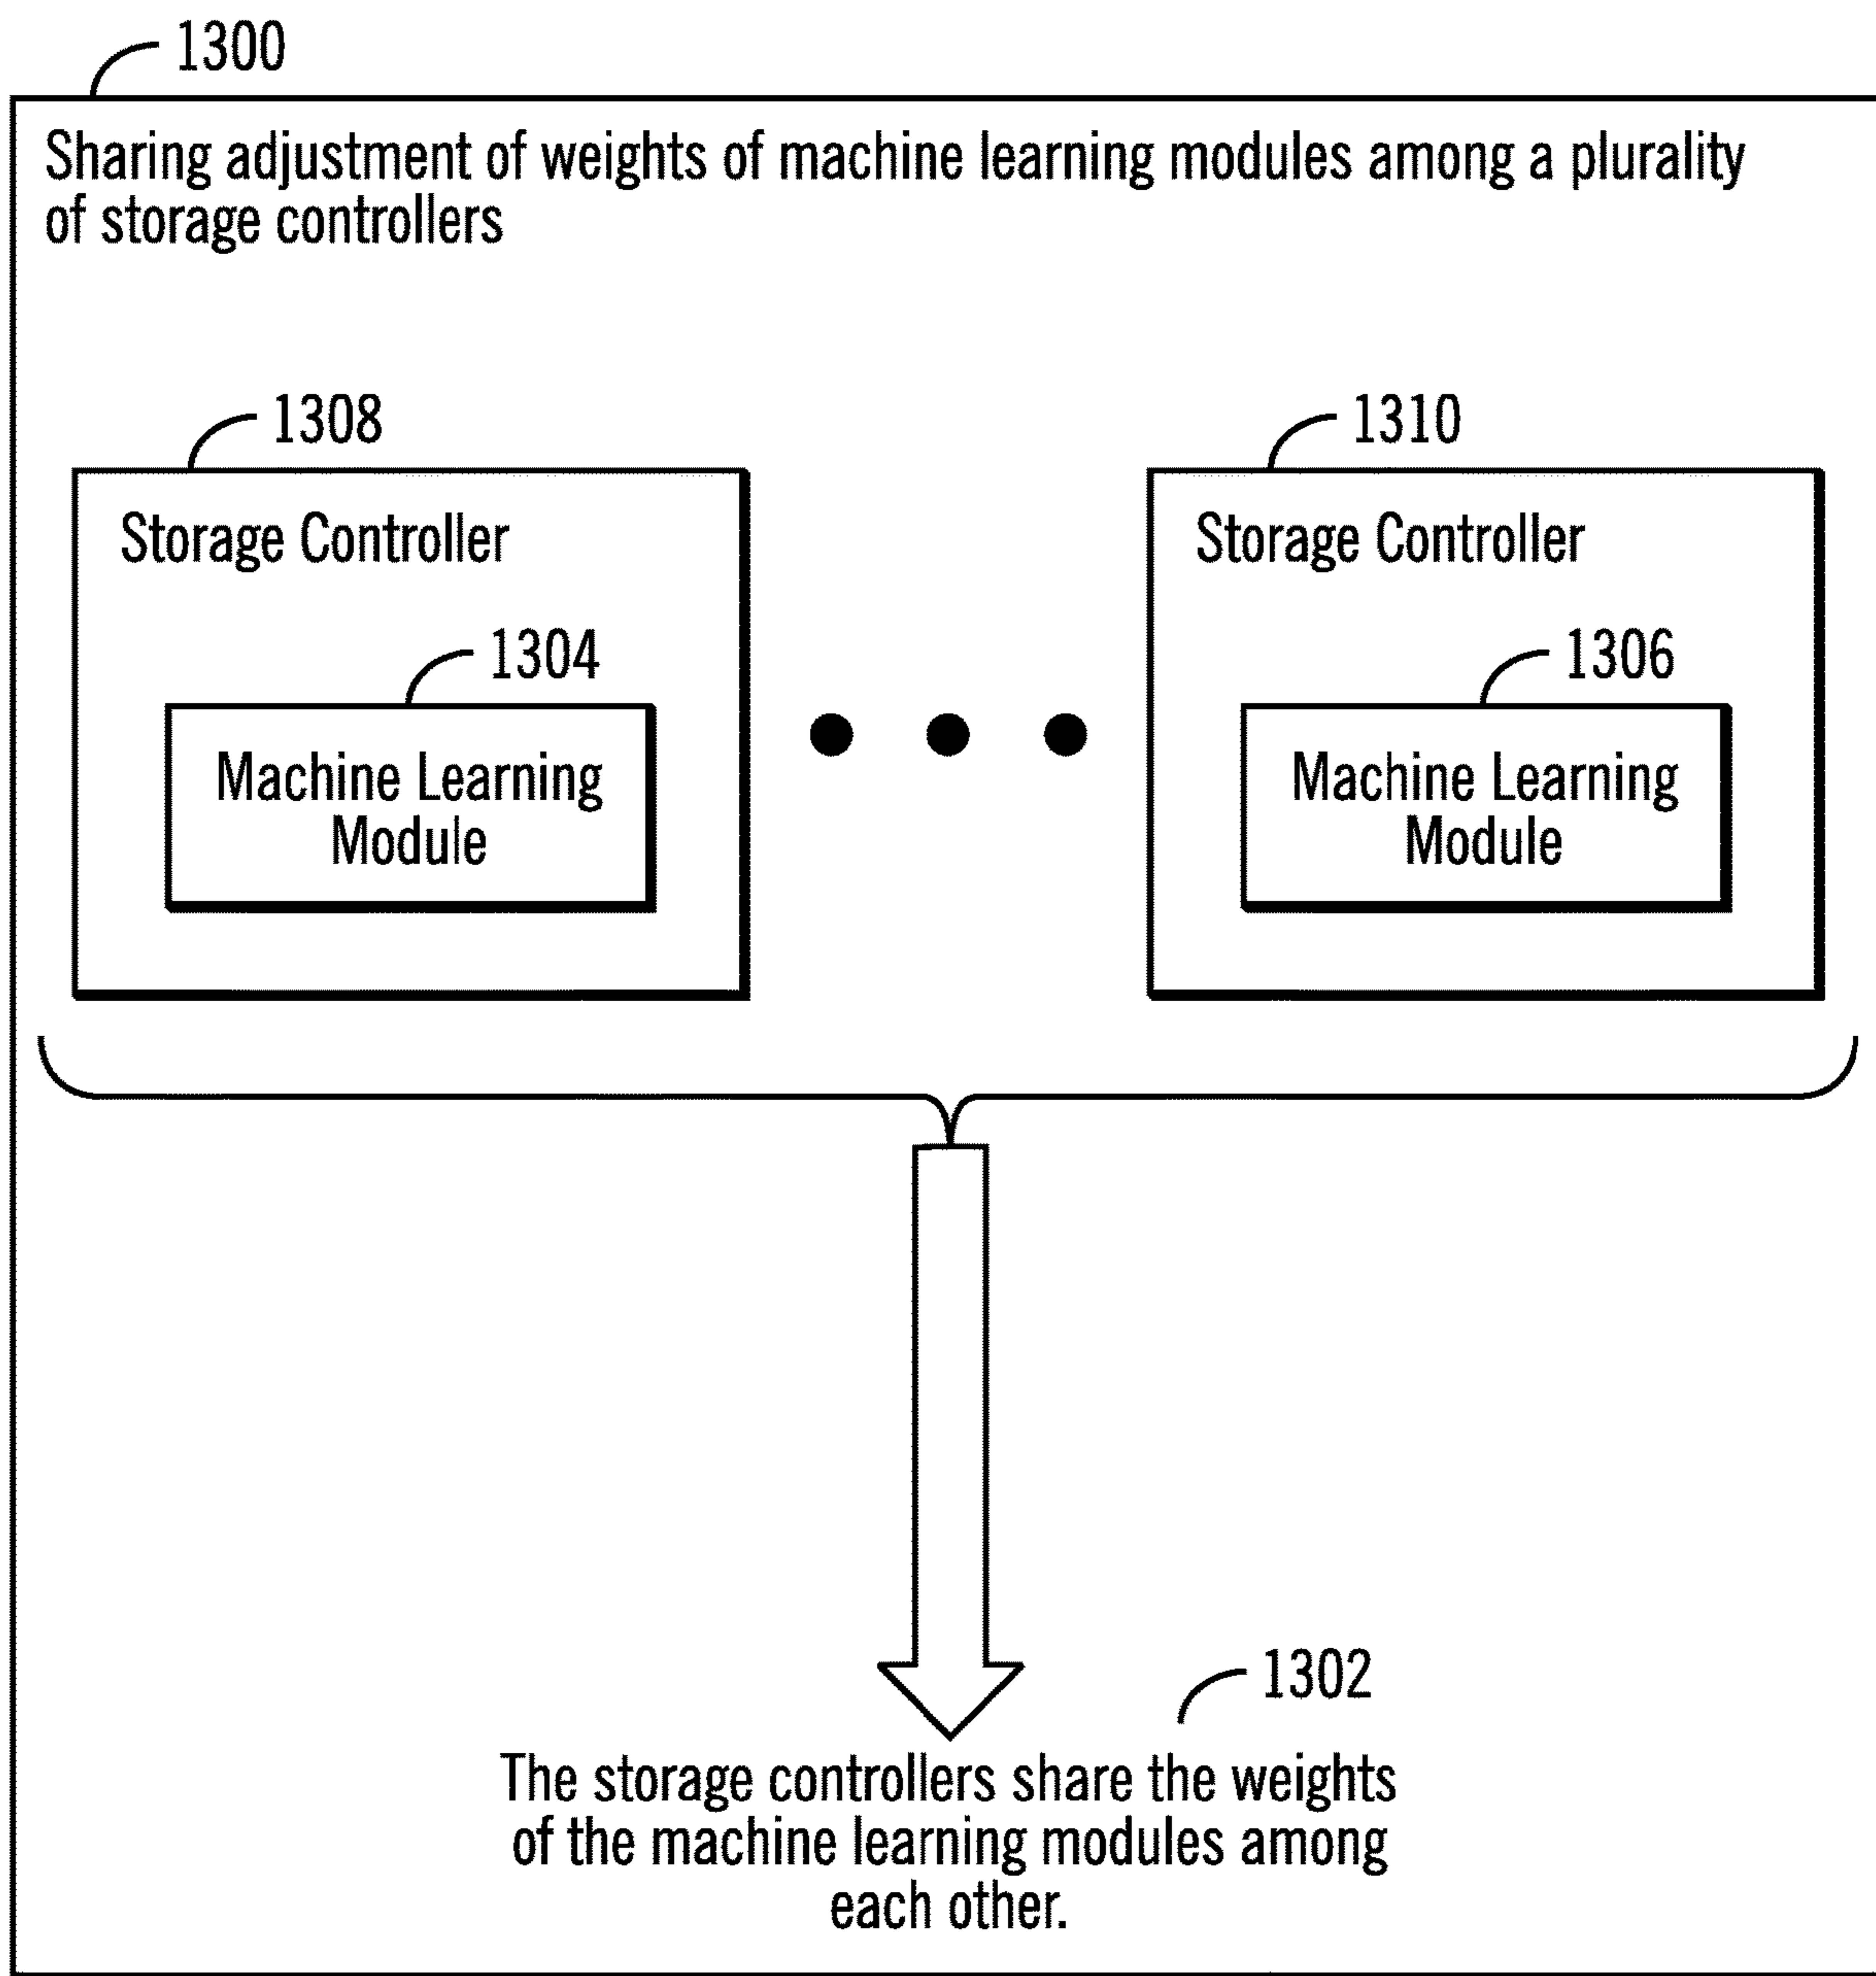 1300
Sharing adjustment of weights of machine learning modules among a plurality
of storage controllers
1308
Storage Controller
1304
Machine Learning
Module
1310
Storage Controller
1306
Machine Learning
Module
1302
The storage controllers share the weights
of the machine learning modules among
each other.